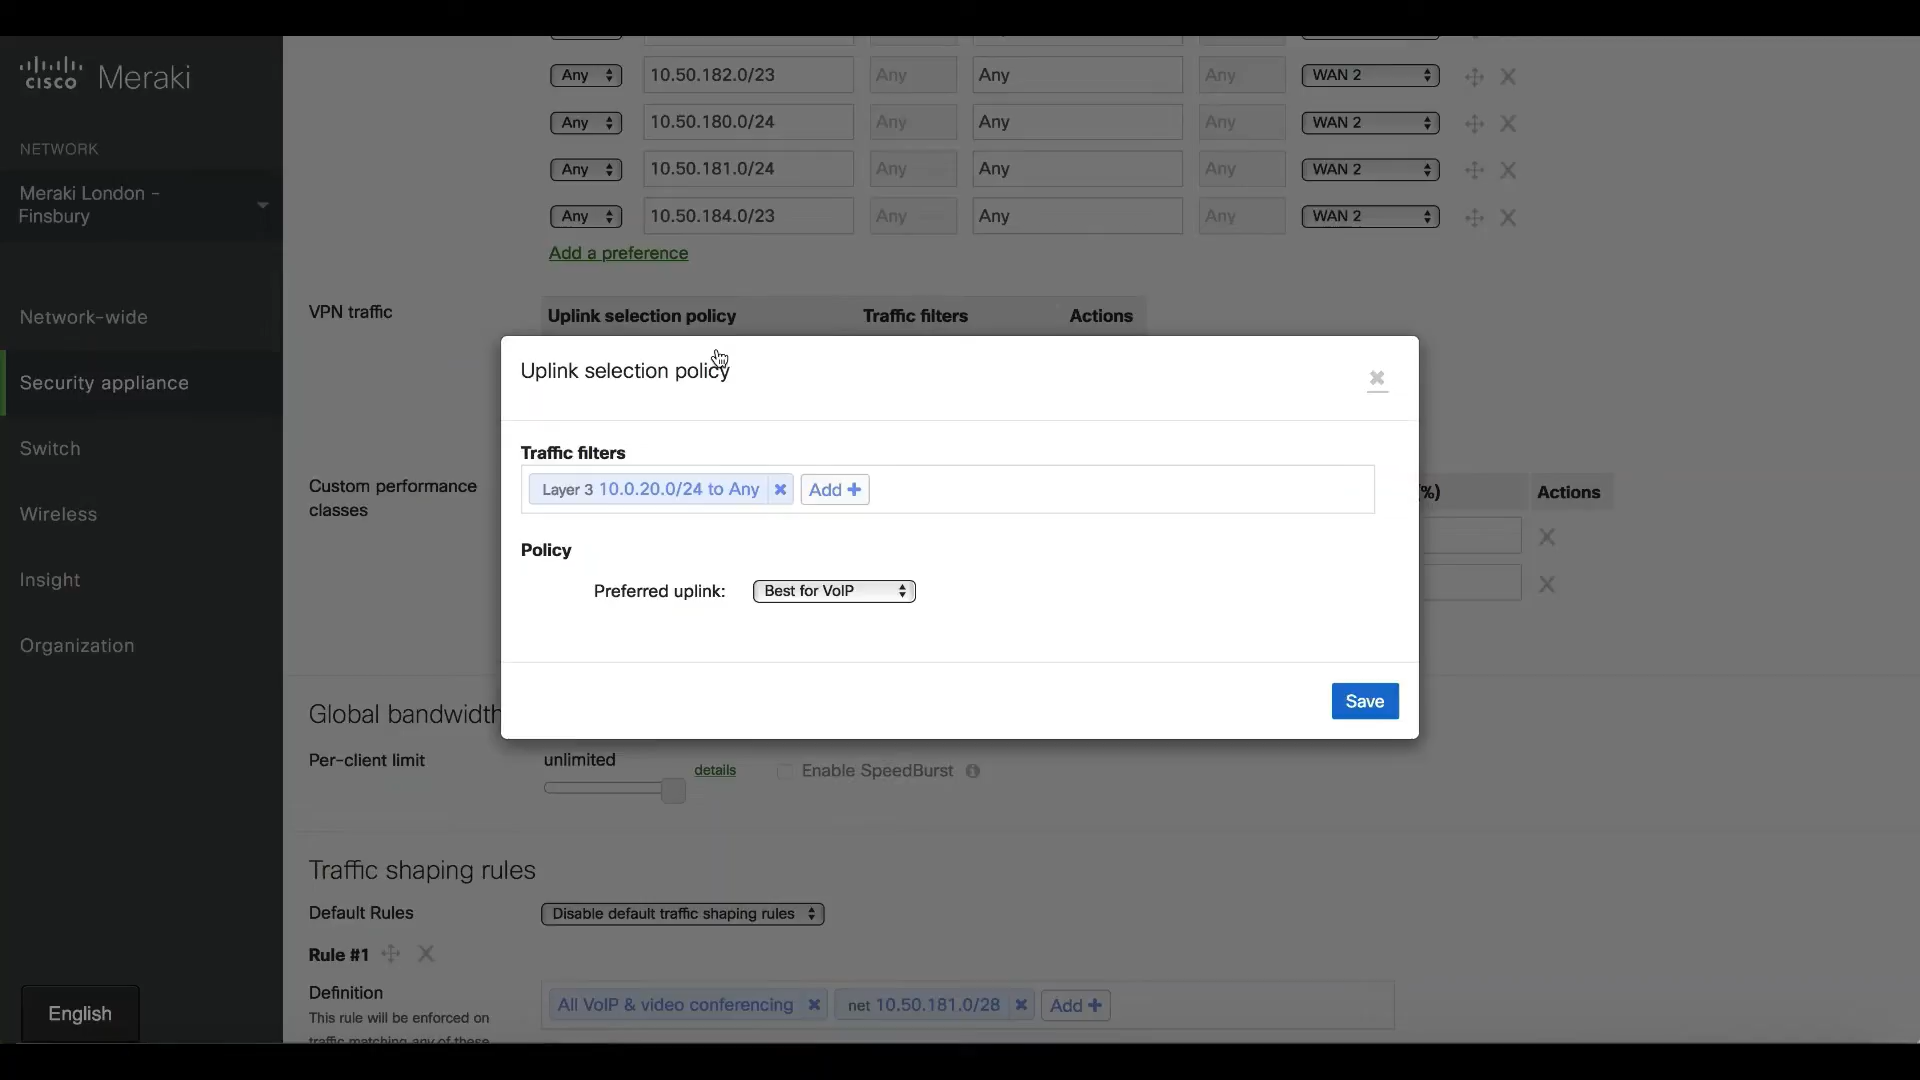 cisco Meraki
NETWORK
Meraki London -
Finsbury
Network-wide
Security appliance
Switch
Wireless
Insight
Organization
English
Any 10.50.182.0/23 Any Any Any WAN 2
Any 10.50.180.0/24 Any Any Any WAN 2
Any 10.50.181.0/24 Any Any Any WAN 2
Any 10.50.184.0/23 Any Any Any WAN 2
Add a preference
VPN traffic
Uplink selection policy Traffic filters Actions
Uplink selection policy
Traffic filters
Layer 3 10.0.20.0/24 to Any Add +
Policy
Preferred uplink: Best for VoIP
Save
Custom performance
classes
%) Actions
Global bandwidth
Per-client limit
unlimited
details
Enable SpeedBurst
Traffic shaping rules
Default Rules Disable default traffic shaping rules
Rule #1
Definition
This rule will be enforced on
traffic matching any of these
All VoIP & video conferencing net 10.50.181.0/28 Add +